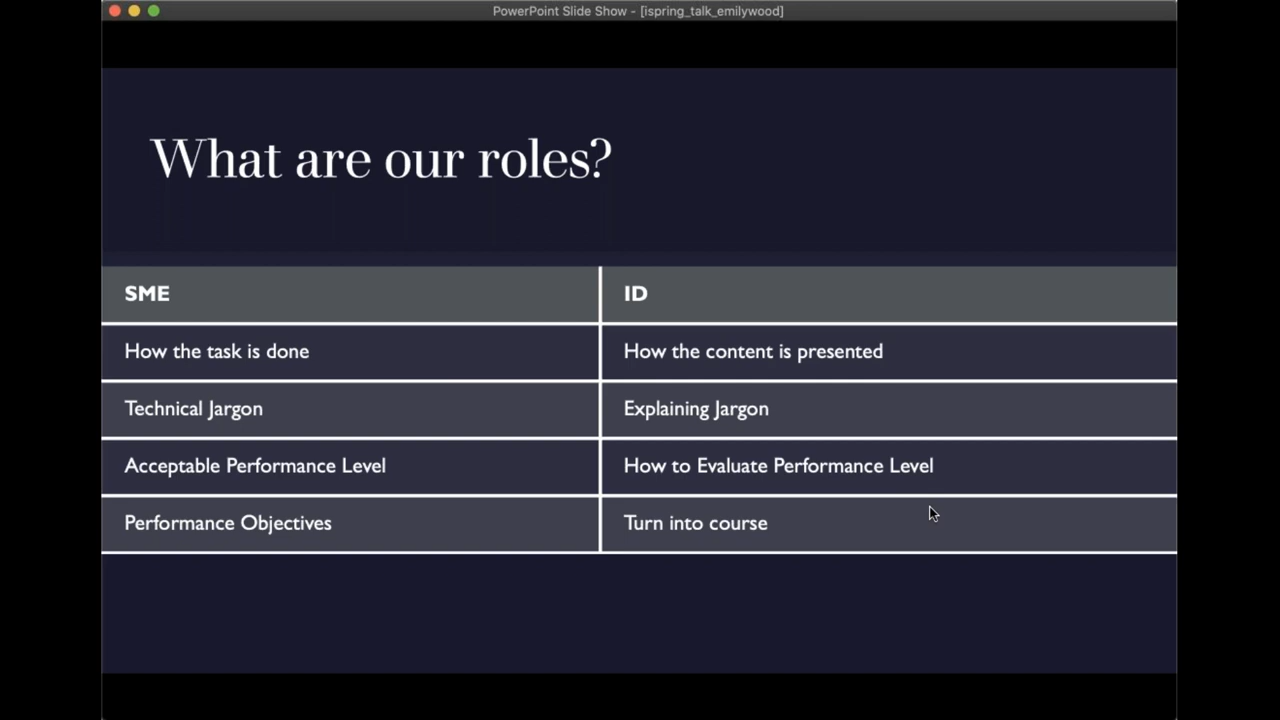 PowerPoint Slide Show - [ispring_talk_emilywood]
What are our roles?
SME ID
How the task is done How the content is presented
Technical Jargon Explaining Jargon
Acceptable Performance Level How to Evaluate Performance Level
Performance Objectives Turn into course